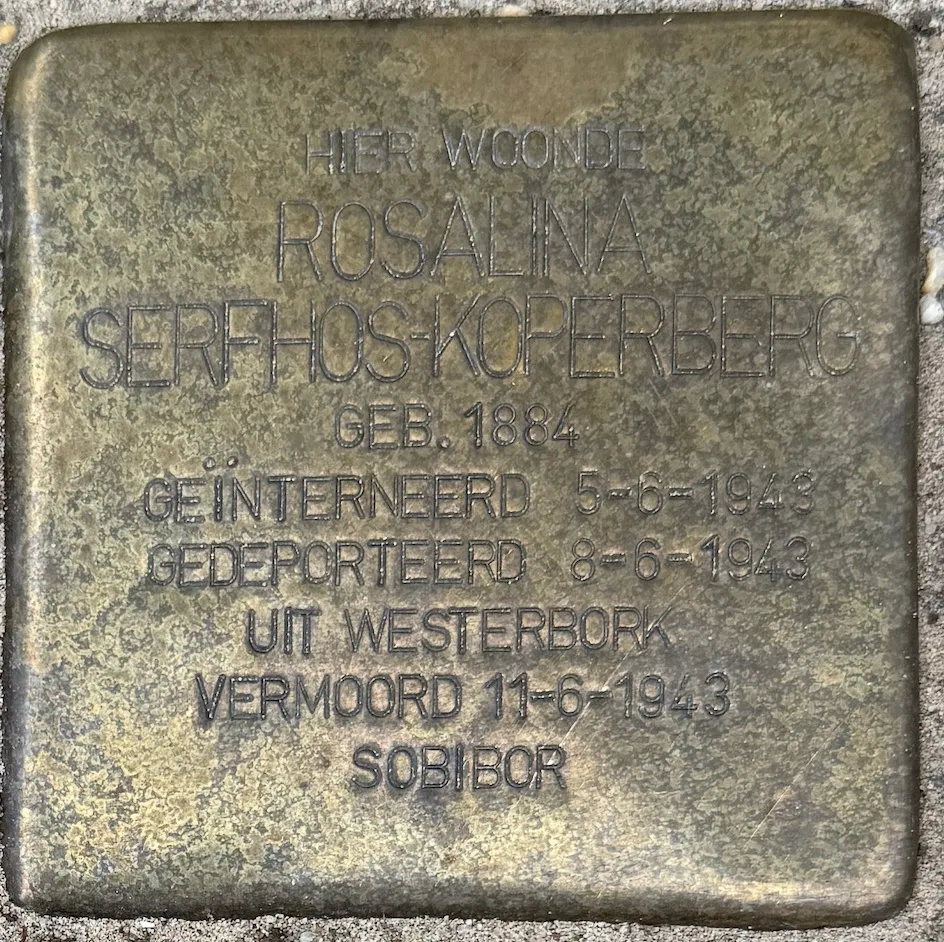 HIER WOONDE
ROSALINA
SERFHOS-KOPERBERG
GEB. 1884
GEÏNTERNEERD 5-6-1943
GEDEPORTEERD 8-6-1943
UIT WESTERBORK
VERMOORD 11-6-1943
SOBIBOR